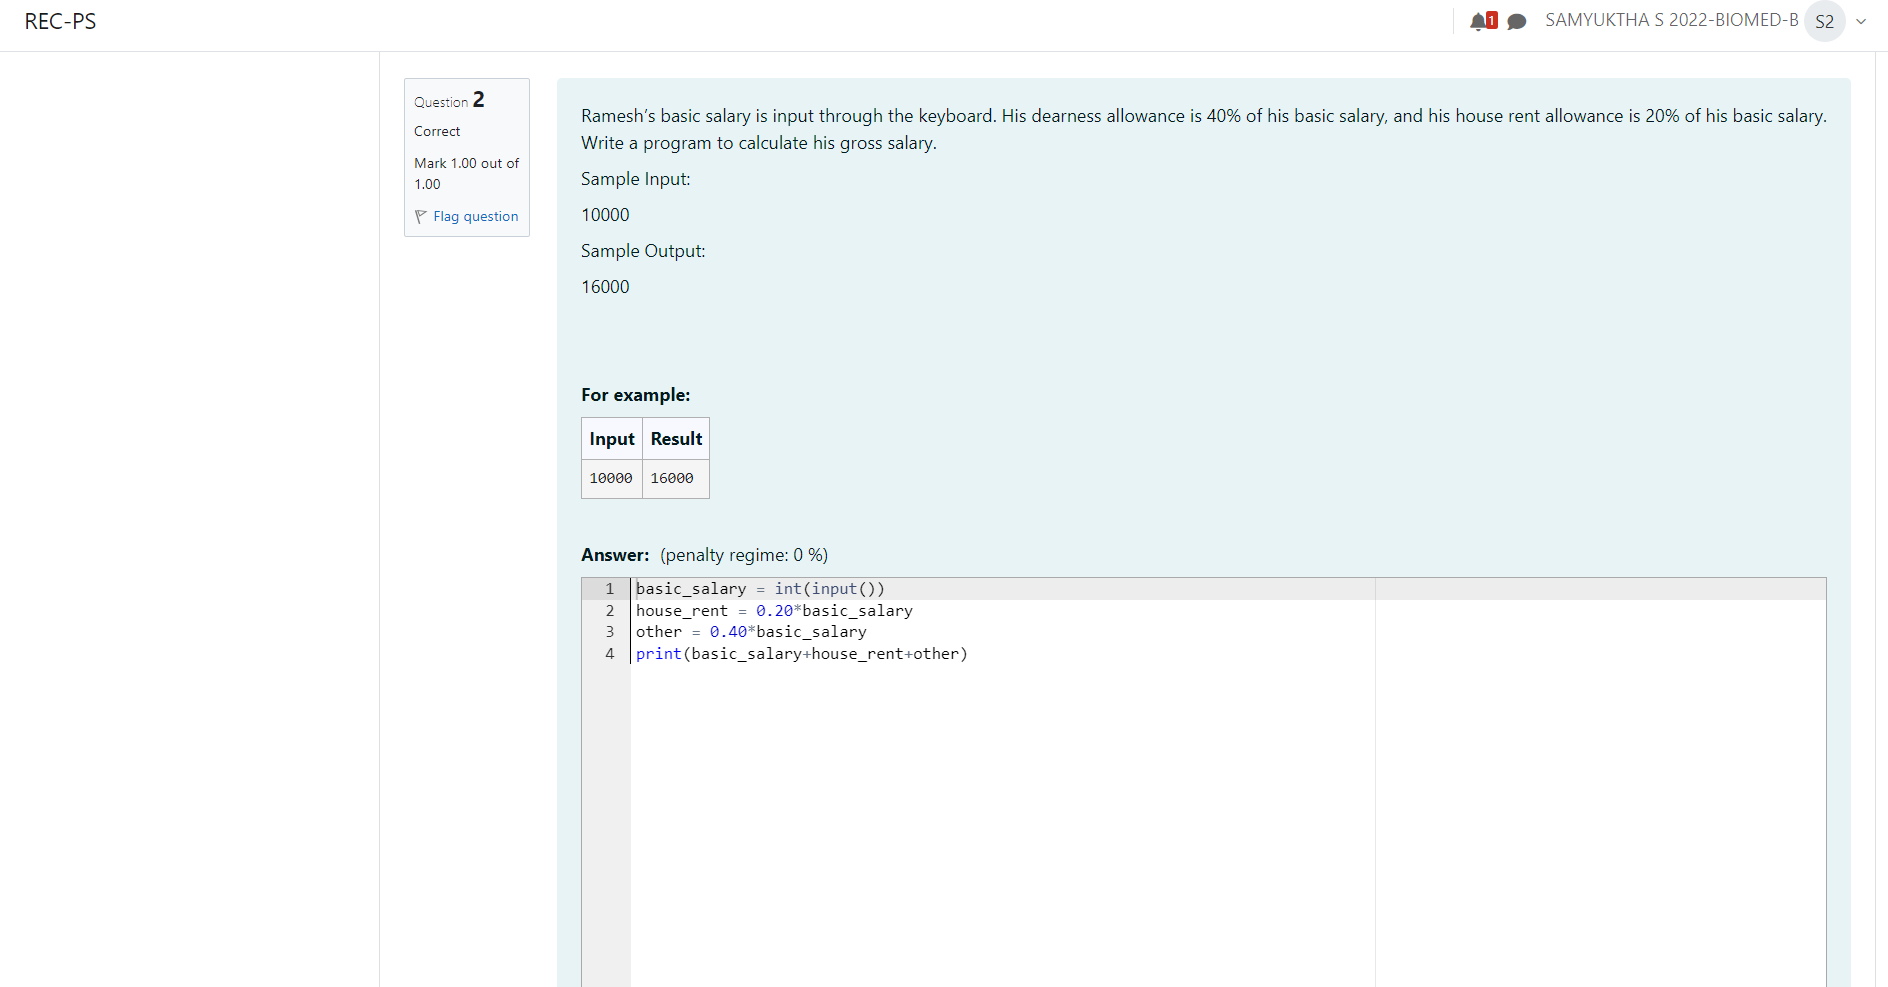 REC-PS
1
SAMYUKTHA S 2022-BIOMED-B
S2
Question 2
Correct
Mark 1.00 out of
1.00
Flag question
Ramesh’s basic salary is input through the keyboard. His dearness allowance is 40% of his basic salary, and his house rent allowance is 20% of his basic salary.
Write a program to calculate his gross salary.
Sample Input:
10000
Sample Output:
16000
For example:
Input Result
10000 16000
Answer: (penalty regime: 0 %)
1 basic_salary = int(input())
2 house_rent = 0.20*basic_salary
3 other = 0.40*basic_salary
4 print(basic_salary+house_rent+other)